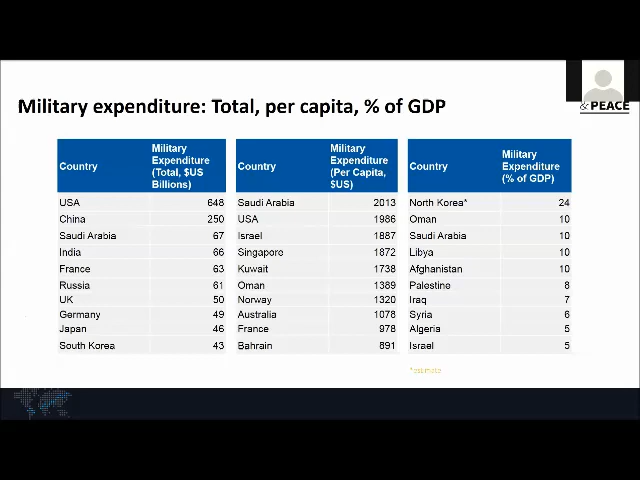 & PEACE
Military expenditure: Total, per capita, % of GDP
Country Military Expenditure (Total, $US Billions)
USA 648
China 250
Saudi Arabia 67
India 66
France 63
Russia 61
UK 50
Germany 49
Japan 46
South Korea 43
Country Military Expenditure (Per Capita, $US)
Saudi Arabia 2013
USA 1986
Israel 1887
Singapore 1872
Kuwait 1738
Oman 1389
Norway 1320
Australia 1078
France 978
Bahrain 891
Country Military Expenditure (% of GDP)
North Korea* 24
Oman 10
Saudi Arabia 10
Libya 10
Afghanistan 10
Palestine 8
Iraq 7
Syria 6
Algeria 5
Israel 5